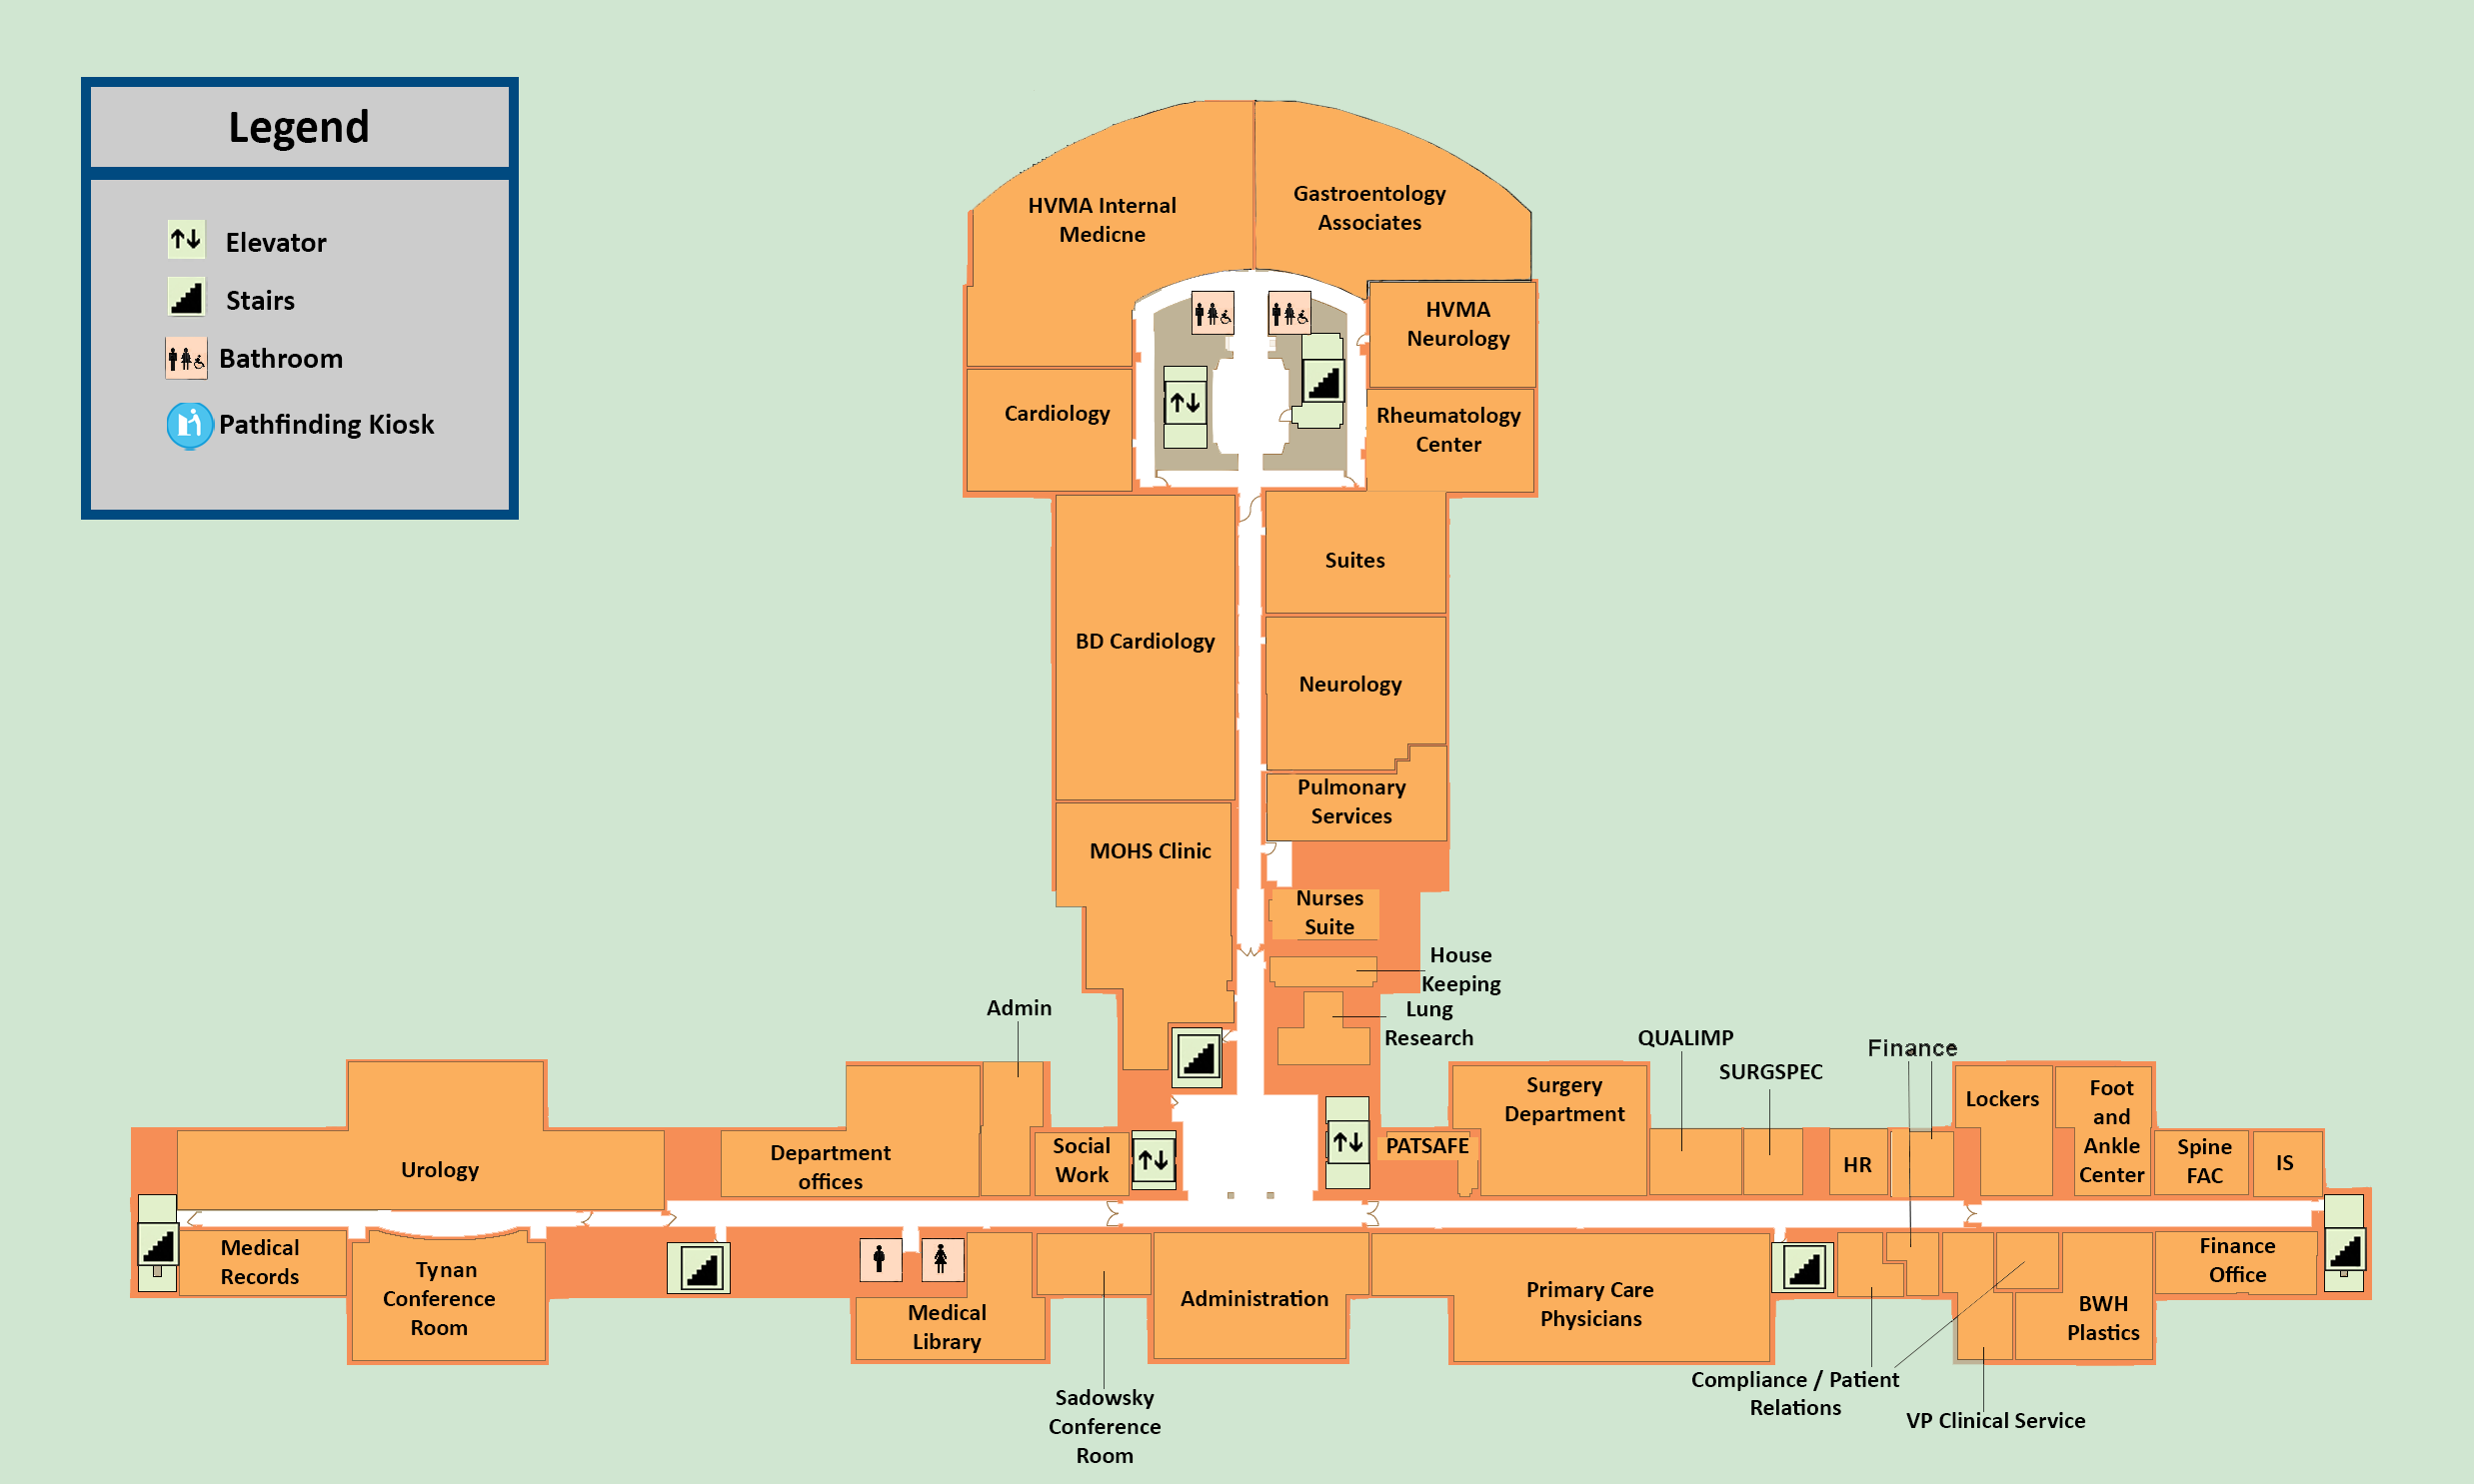 Legend
Elevator
Stairs
Bathroom
Pathfinding Kiosk
HVMA Internal
Medicne
Gastroentology
Associates
HVMA
Neurology
Cardiology
Rheumatology
Center
Suites
BD Cardiology
Neurology
Pulmonary
Services
MOHS Clinic
Nurses
Suite
House
Keeping
Lung
Research
Admin
QUALIMP
SURGSPEC
Finance
Urology
Department
offices
Social
Work
PATSAFE
Surgery
Department
HR
Lockers
Foot
and
Ankle
Center
Spine
FAC
IS
Medical
Records
Tynan
Conference
Room
Medical
Library
Administration
Primary Care
Physicians
BWH
Plastics
Finance
Office
Sadowsky
Conference
Room
Compliance / Patient
Relations
VP Clinical Service